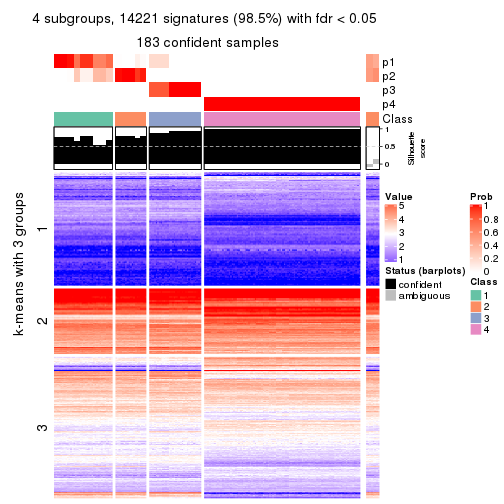 4 subgroups, 14221 signatures (98.5%) with fdr < 0.05
183 confident samples
p1
p2
p3
p4
Class
1
0.5
0
Silhouette
score
k-means with 3 groups
1
2
3
Value
5
4
3
2
1
Status (barplots)
confident
ambiguous
Prob
1
0.8
0.6
0.4
0.2
0
Class
1
2
3
4